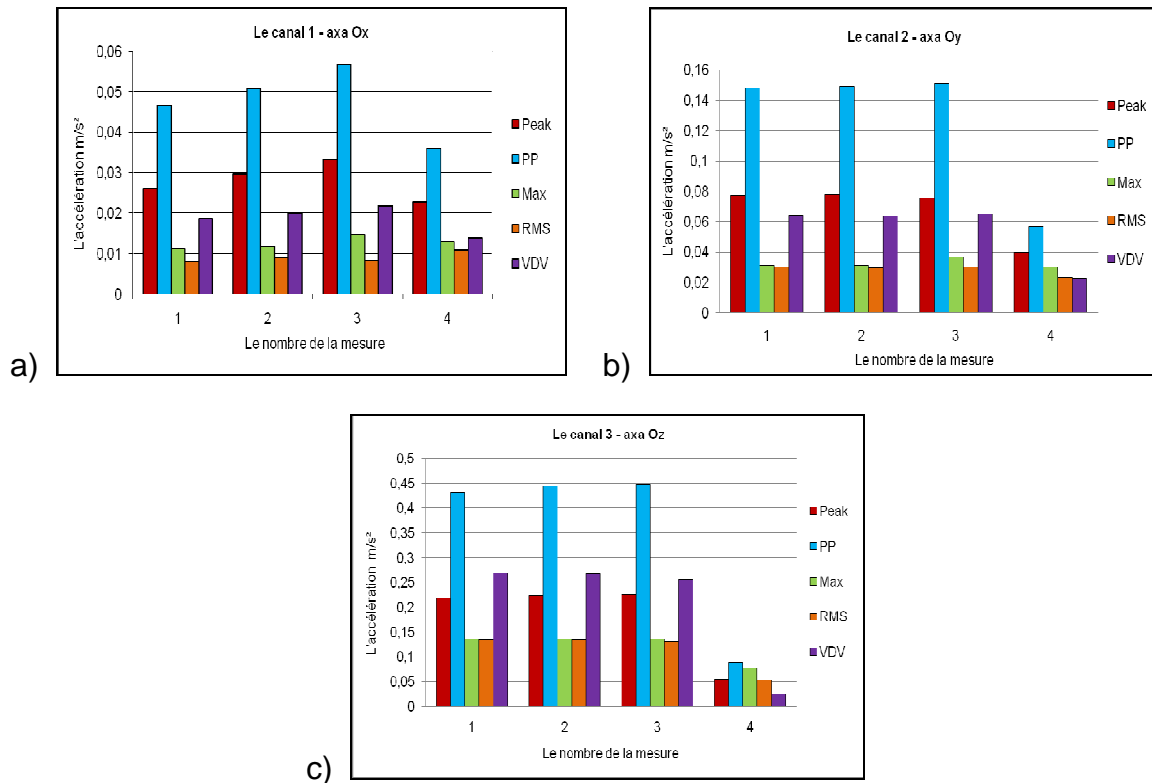 Le canal 1 - axa Ox
L'accélération m/s²
0,06
0,05
0,04
0,03
0,02
0,01
0
1 2 3 4
Le nombre de la mesure
Peak
PP
Max
RMS
VDV
a)
Le canal 2 - axa Oy
L'accélération m/s²
0,16
0,14
0,12
0,1
0,08
0,06
0,04
0,02
0
1 2 3 4
Le nombre de la mesure
Peak
PP
Max
RMS
VDV
b)
Le canal 3 - axa Oz
L'accélération m/s²
0,5
0,45
0,4
0,35
0,3
0,25
0,2
0,15
0,1
0,05
0
1 2 3 4
Le nombre de la mesure
Peak
PP
Max
RMS
VDV
c)